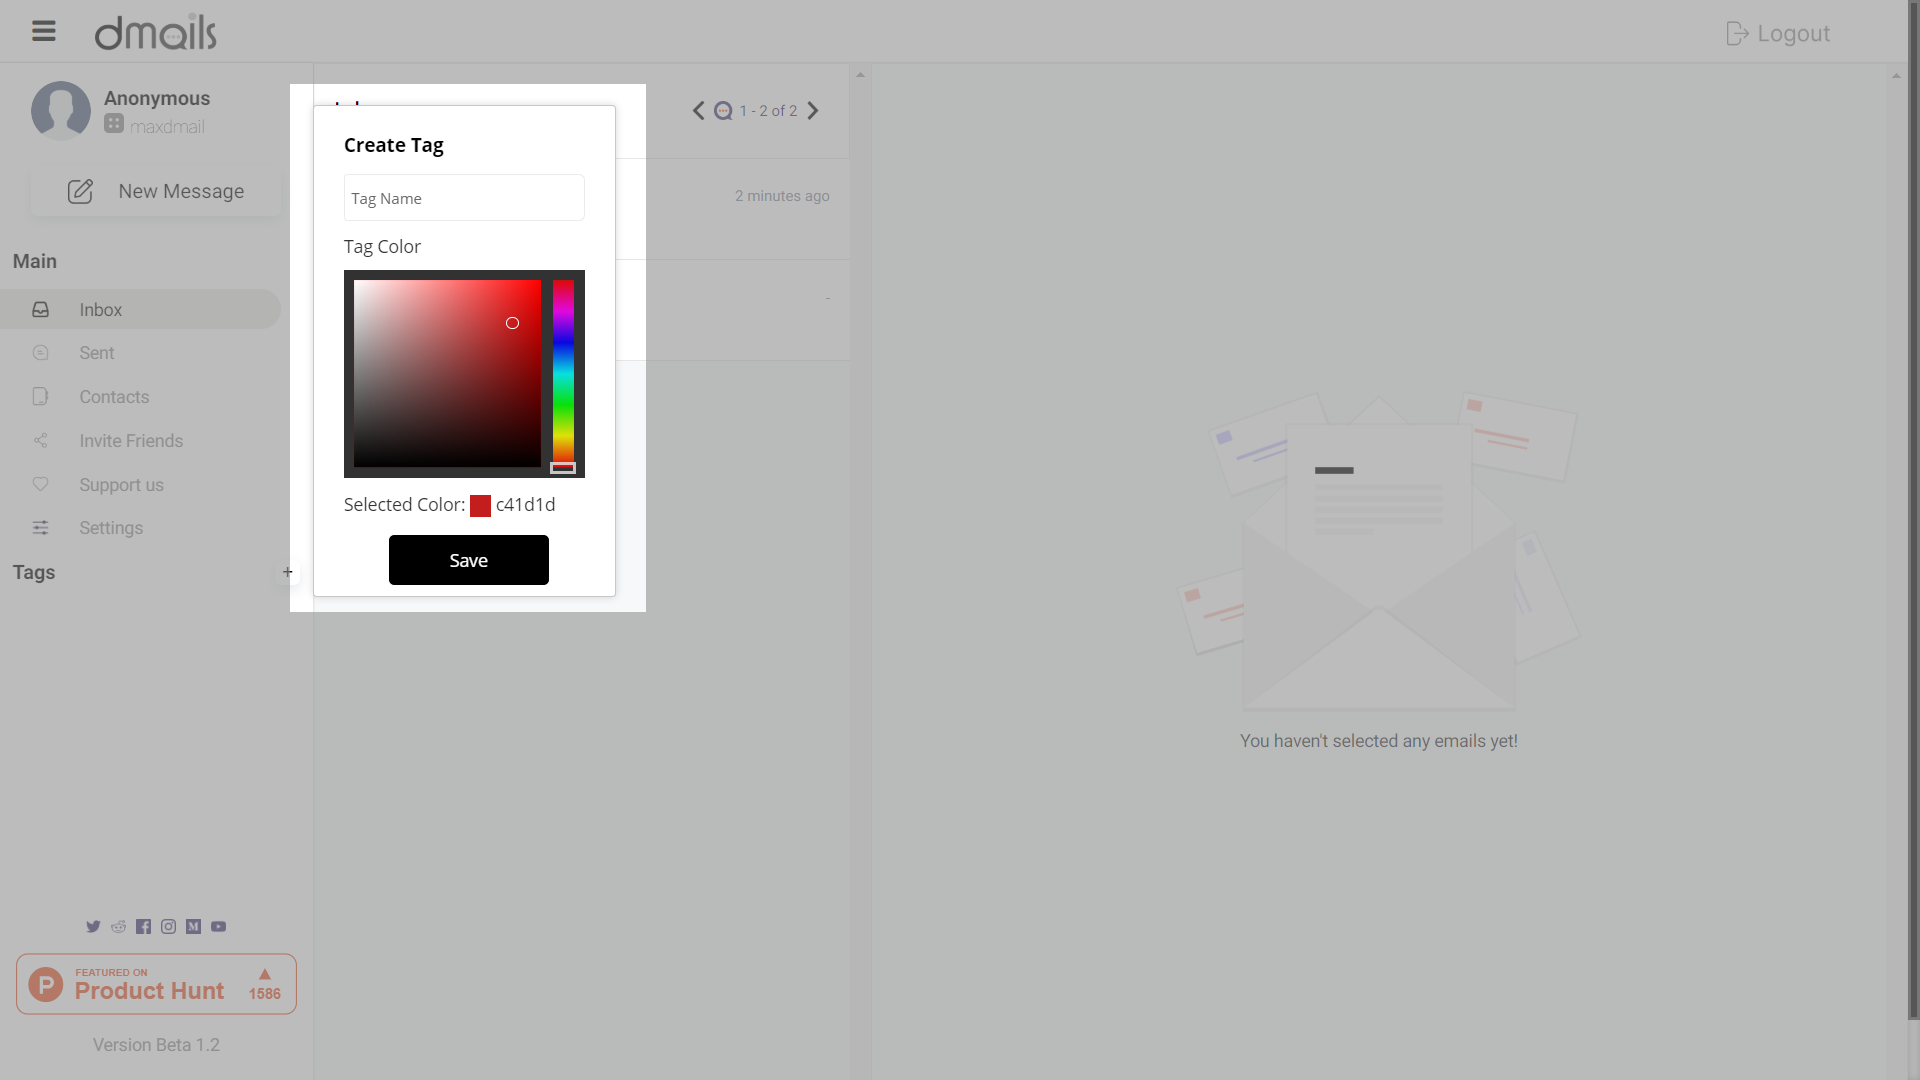 dmails
Logout
Anonymous
maxdmail
New Message
Main
Inbox
Sent
Contacts
Invite Friends
Support us
Settings
Tags
+
FEATURED ON
Product Hunt
1586
Version Beta 1.2
1 - 2 of 2
2 minutes ago
-
Create Tag
Tag Name
Tag Color
Selected Color: c41d1d
Save
You haven't selected any emails yet!